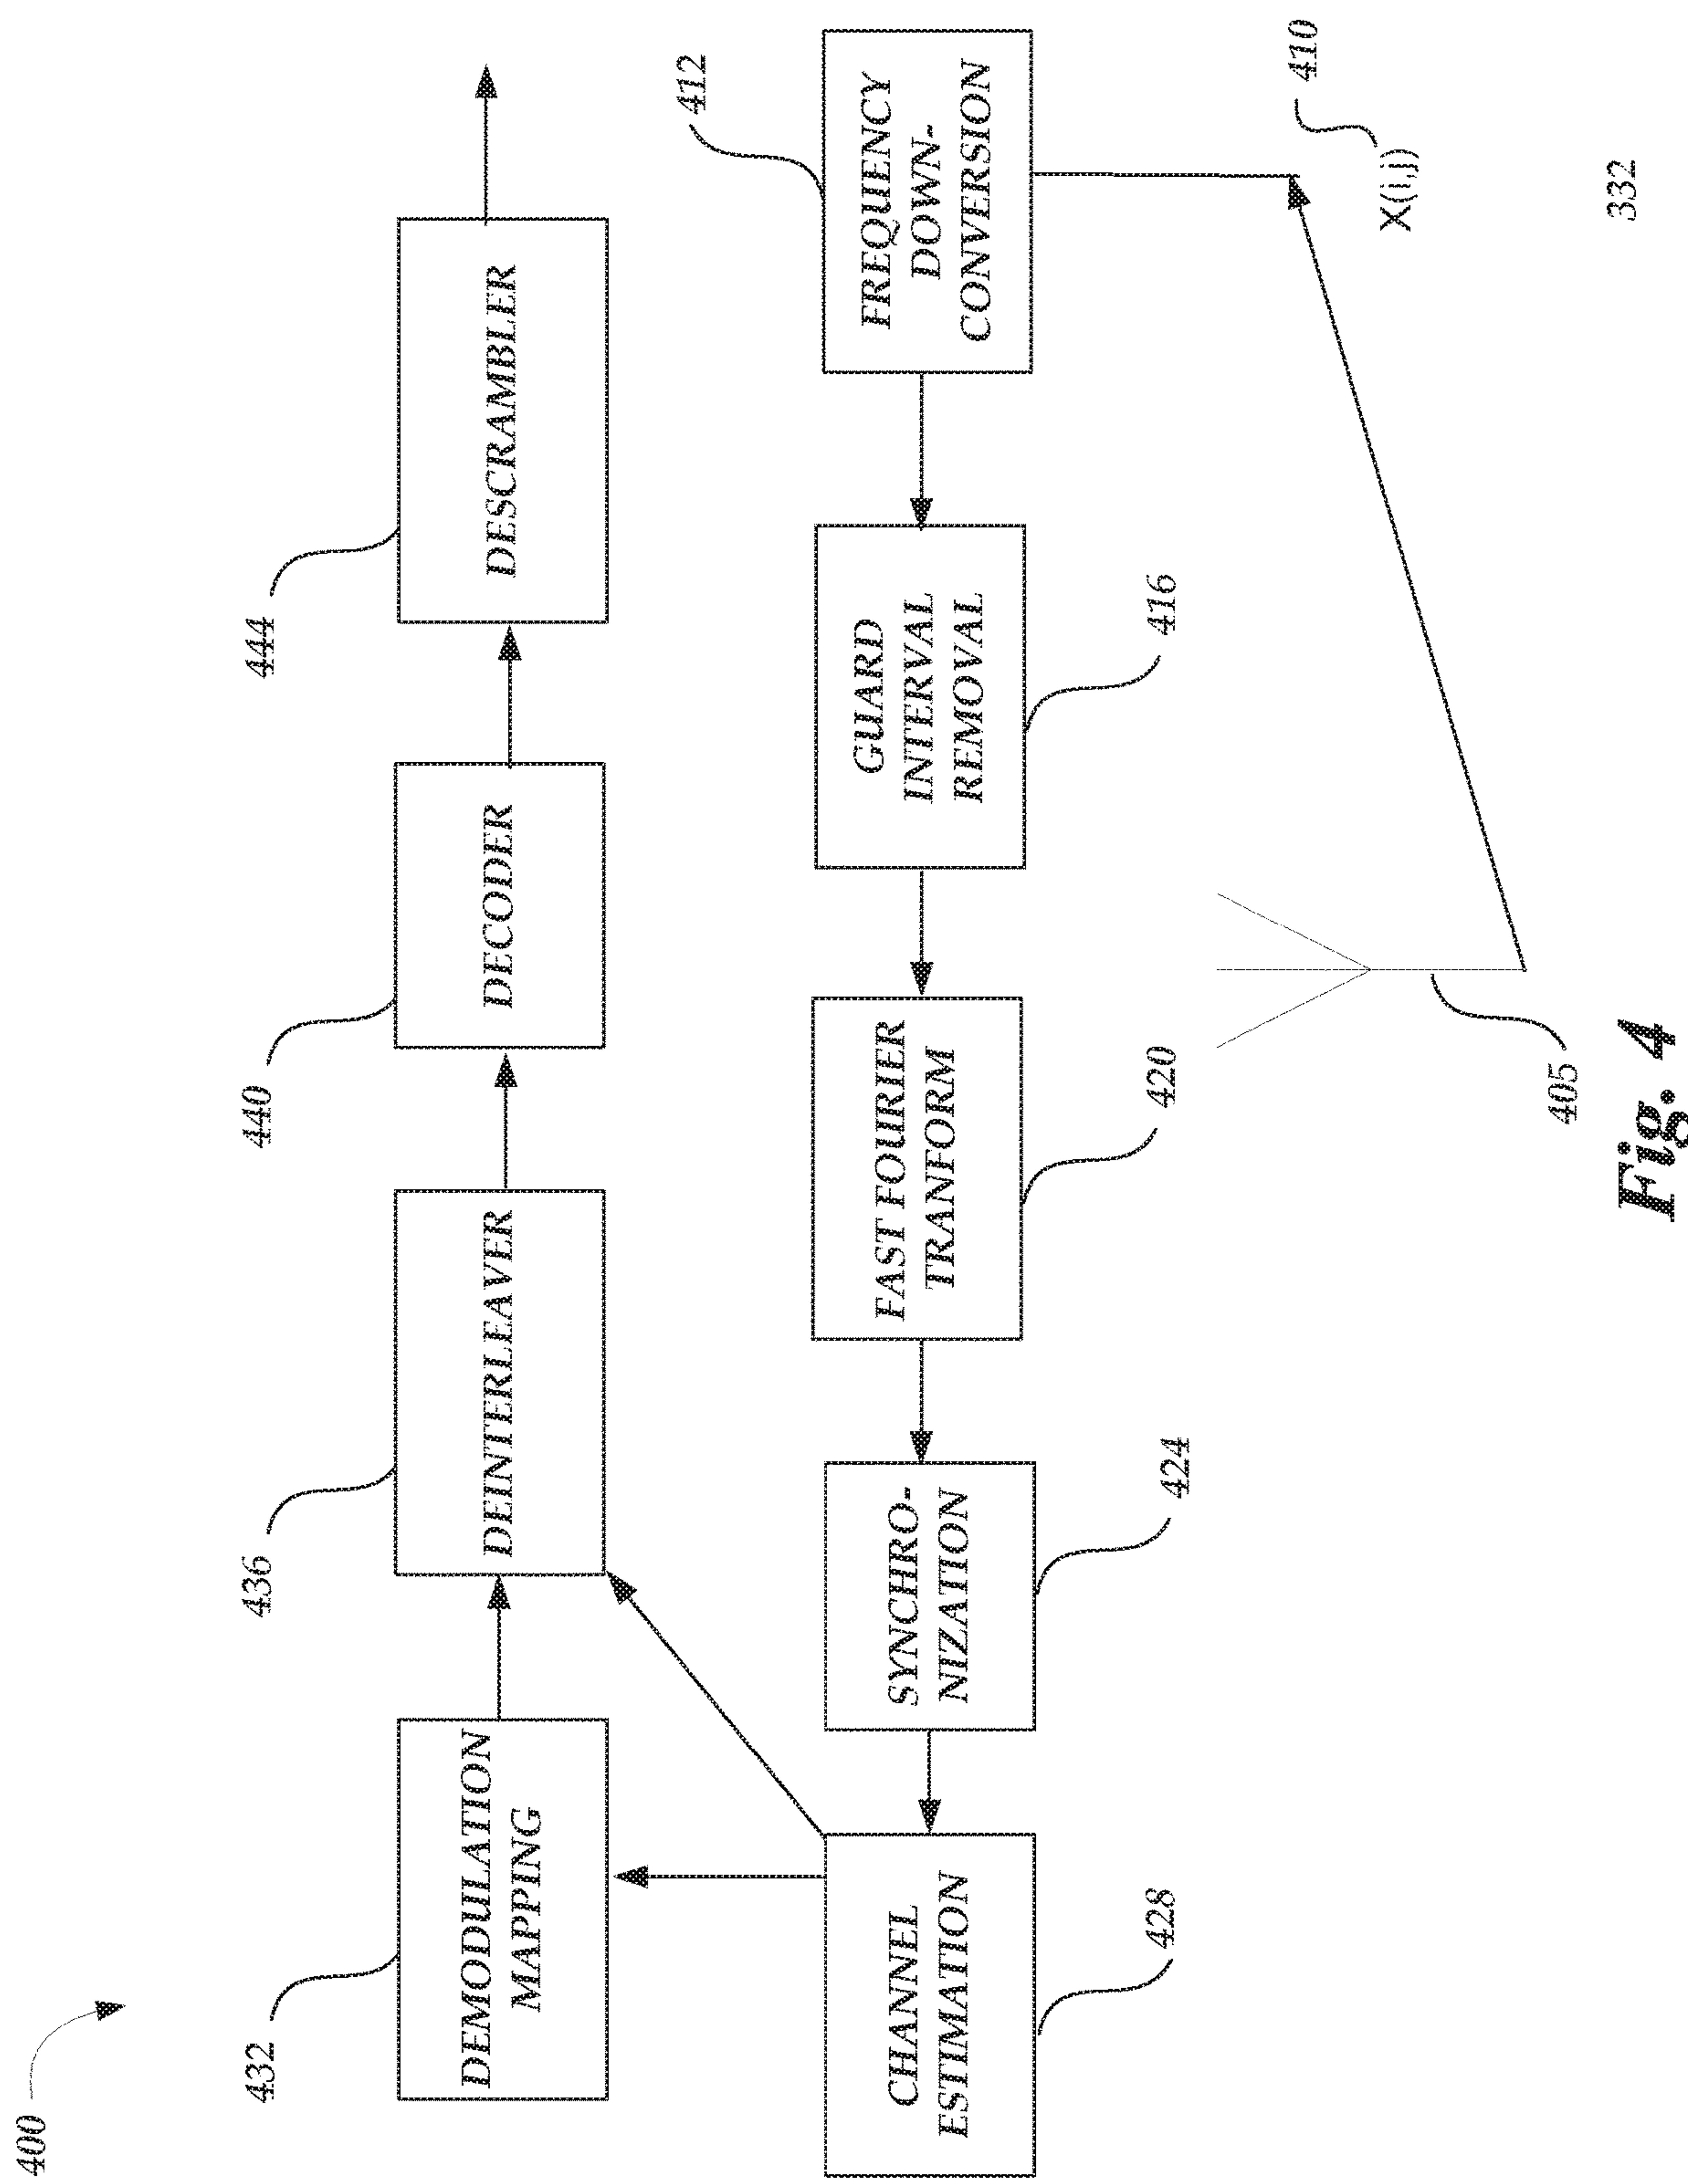 400
432
436
440
444
DEMODULATION
MAPPING
DEINTERLEAVER
DECODER
DESCRAMBLER
412
CHANNEL
ESTIMATION
SYNCHRO-
NIZATION
FAST FOURIER
TRANFORM
GUARD
INTERVAL
REMOVAL
FREQUENCY
DOWN-
CONVERSION
428
424
420
416
410
X(i,j)
405
332
Fig. 4